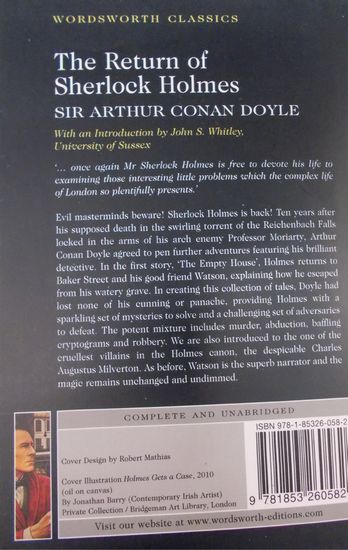 WORDSWORTH CLASSICS
The Return of
Sherlock Holmes
SIR ARTHUR CONAN DOYLE
With an Introduction by John S. Whitley,
University of Sussex
‘… once again Mr Sherlock Holmes is free to devote his life to
examining those interesting little problems which the complex life
of London so plentifully presents.’
Evil masterminds beware! Sherlock Holmes is back! Ten years after
his supposed death in the swirling torrent of the Reichenbach Falls
locked in the arms of his arch enemy Professor Moriarty, Arthur
Conan Doyle agreed to pen further adventures featuring his brilliant
detective. In the first story, ‘The Empty House’, Holmes returns to
Baker Street and his good friend Watson, explaining how he escaped
from his watery grave. In creating this collection of tales, Doyle had
lost none of his cunning or panache, providing Holmes with a
sparkling set of mysteries to solve and a challenging set of adversaries
to defeat. The potent mixture includes murder, abduction, baffling
cryptograms and robbery. We are also introduced to the one of the
cruellest villains in the Holmes canon, the despicable Charles
Augustus Milverton. As before, Watson is the superb narrator and the
magic remains unchanged and undimmed.
COMPLETE AND UNABRIDGED
Cover Design by Robert Mathias
Cover Illustration Holmes Gets a Case, 2010
(oil on canvas)
By Jonathan Barry (Contemporary Irish Artist)
Private Collection / Bridgeman Art Library, London
ISBN 978-1-85326-058-2
9 781853 260582
Visit our website at www.wordsworth-editions.com